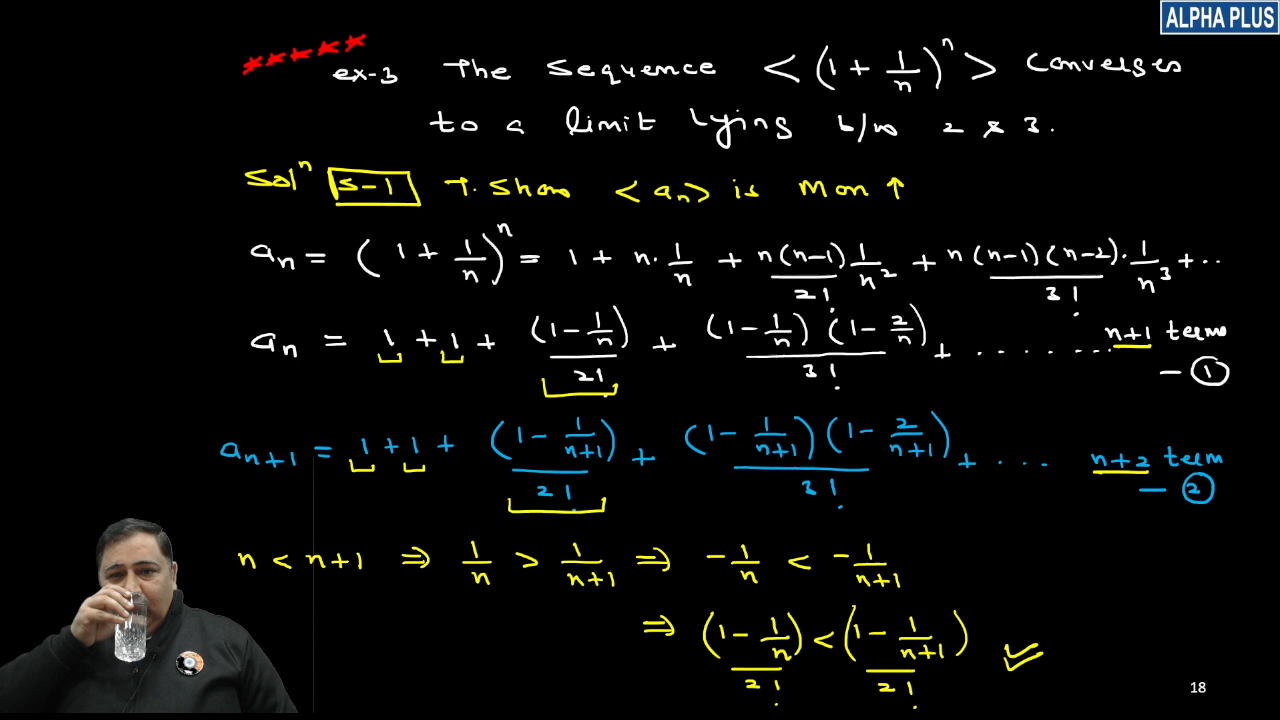 ALPHA PLUS
***** ex-3 The sequence < (1 + 1/n)^n > converges
to a limit lying b/w 2 & 3.
Sol^n S-1 T. Show <a_n> is Mon ↑
a_n = (1 + 1/n)^n = 1 + n · 1/n + n(n-1)/2! 1/n^2 + n(n-1)(n-2)/3! · 1/n^3 + ..
a_n = 1 + 1 + (1 - 1/n)/2! + (1 - 1/n)(1 - 2/n)/3! + ........ n+1 terms
- ①
a_n+1 = 1 + 1 + (1 - 1/(n+1))/2! + (1 - 1/(n+1))(1 - 2/(n+1))/3! + ... n+2 term
- ②
n < n+1 ⇒ 1/n > 1/(n+1) ⇒ -1/n < -1/(n+1)
⇒ (1 - 1/n)/2! < (1 - 1/(n+1))/2! ✓
18